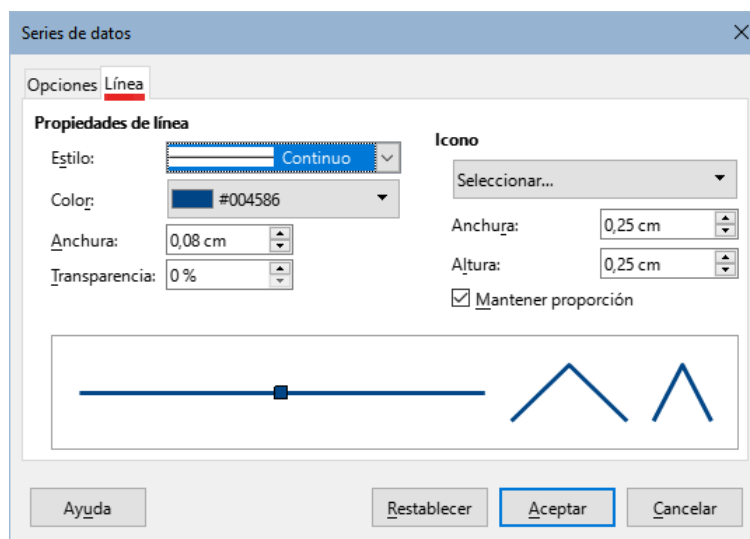 Series de datos
Opciones Línea
Propiedades de línea
Estilo: Continuo
Color: #004586
Anchura: 0,08 cm
Transparencia: 0 %
Icono
Seleccionar...
Anchura: 0,25 cm
Altura: 0,25 cm
Mantener proporción
Ayuda Restablecer Aceptar Cancelar